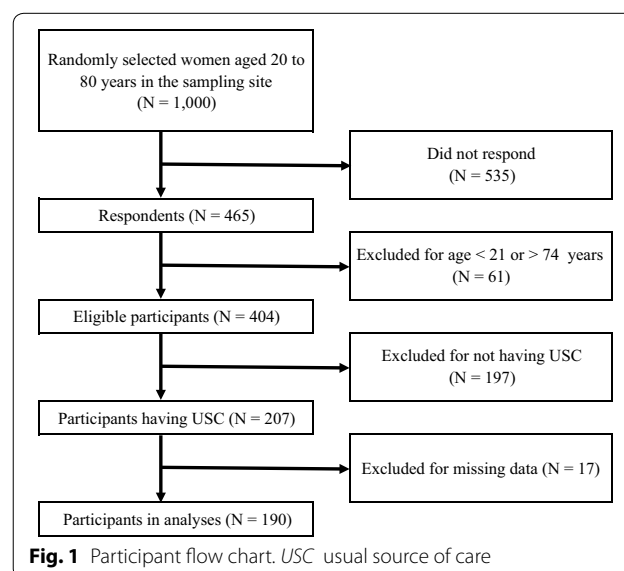 Randomly selected women aged 20 to
80 years in the sampling site
(N = 1,000)
Did not respond
(N = 535)
Respondents (N = 465)
Excluded for age < 21 or > 74 years
(N = 61)
Eligible participants (N = 404)
Excluded for not having USC
(N = 197)
Participants having USC (N = 207)
Excluded for missing data (N = 17)
Participants in analyses (N = 190)
Fig. 1 Participant flow chart. USC usual source of care